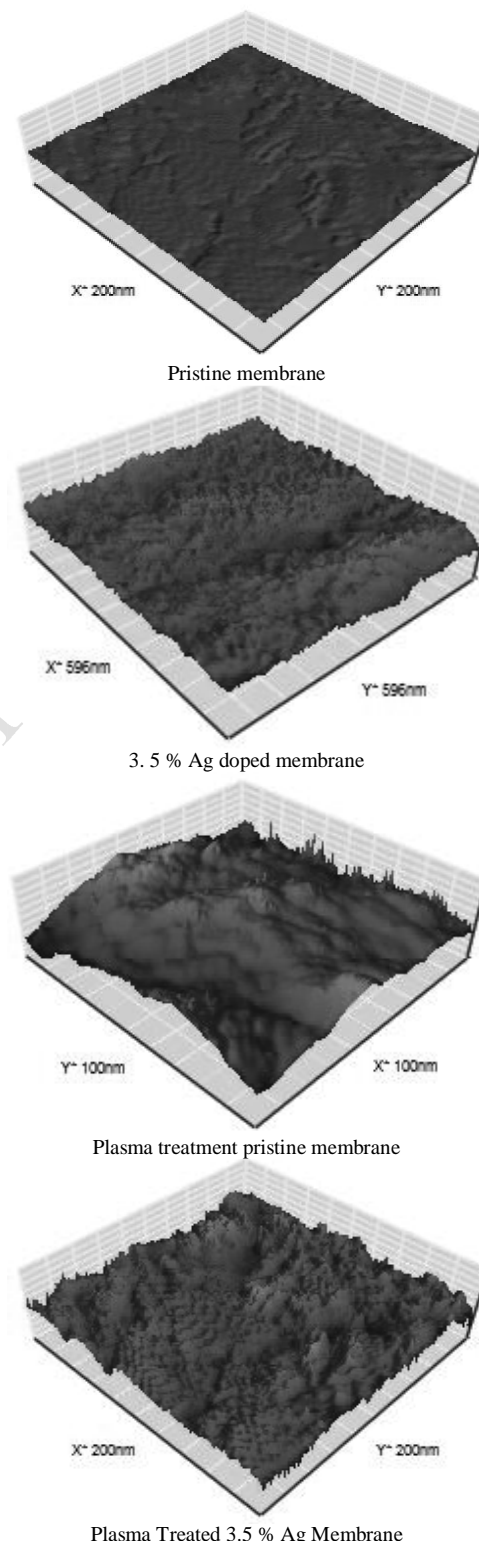 X* 200nm Y* 200nm
Pristine membrane
X* 596nm Y* 596nm
3. 5 % Ag doped membrane
Y* 100nm X* 100nm
Plasma treatment pristine membrane
X* 200nm Y* 200nm
Plasma Treated 3.5 % Ag Membrane